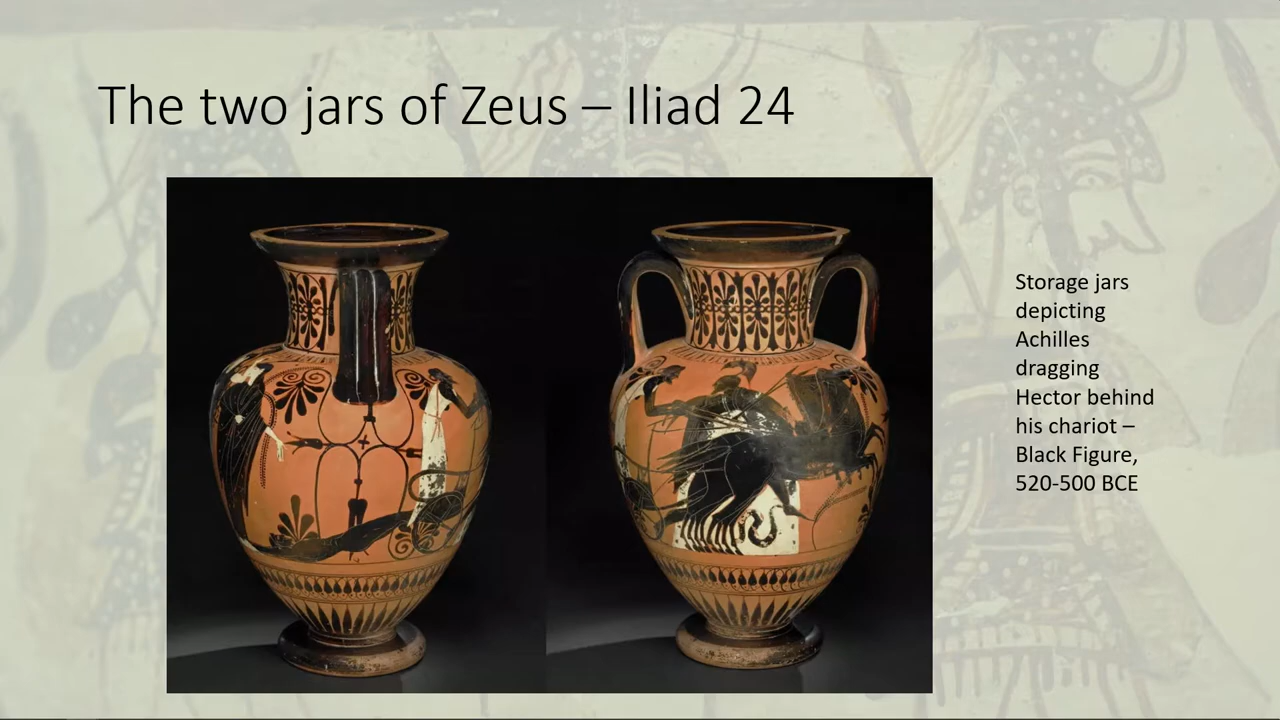 The two jars of Zeus – Iliad 24
Storage jars
depicting
Achilles
dragging
Hector behind
his chariot –
Black Figure,
520-500 BCE